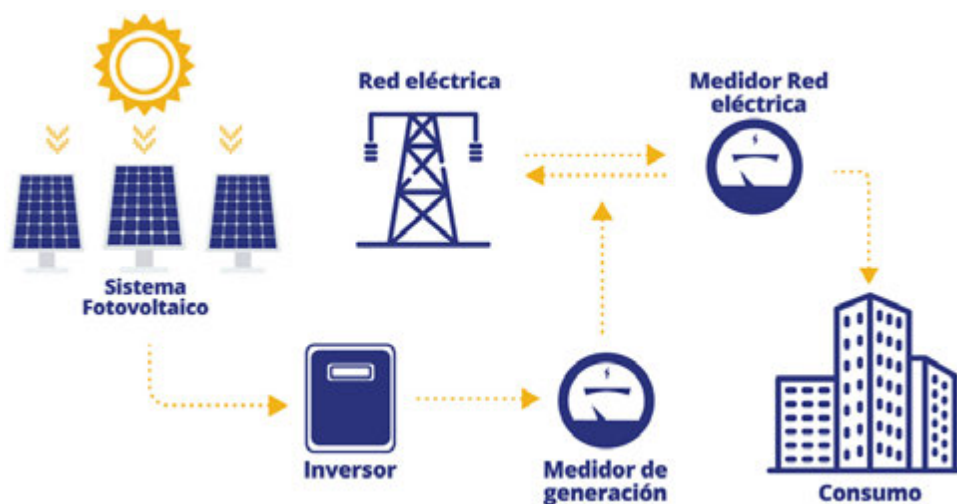 Red eléctrica
Medidor Red
eléctrica
Sistema
Fotovoltaico
Inversor
Medidor de
generación
Consumo